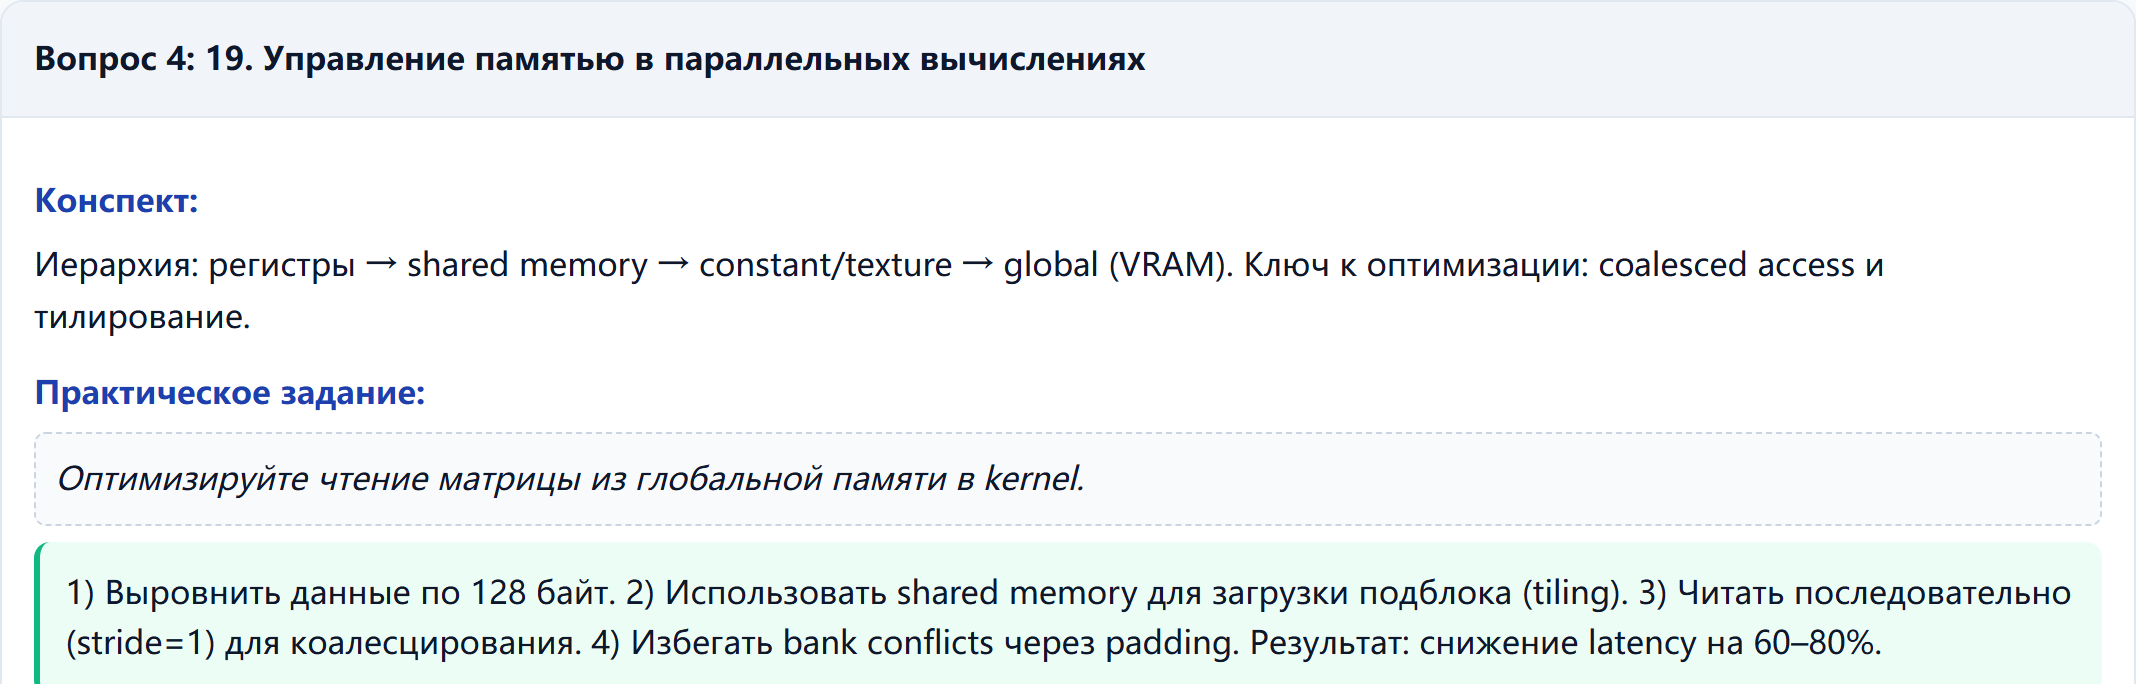 Вопрос 4: 19. Управление памятью в параллельных вычислениях
Конспект:
Иерархия: регистры → shared memory → constant/texture → global (VRAM). Ключ к оптимизации: coalesced access и
тилирование.
Практическое задание:
Оптимизируйте чтение матрицы из глобальной памяти в kernel.
1) Выровнить данные по 128 байт. 2) Использовать shared memory для загрузки подблока (tiling). 3) Читать последовательно
(stride=1) для коалесцирования. 4) Избегать bank conflicts через padding. Результат: снижение latency на 60–80%.